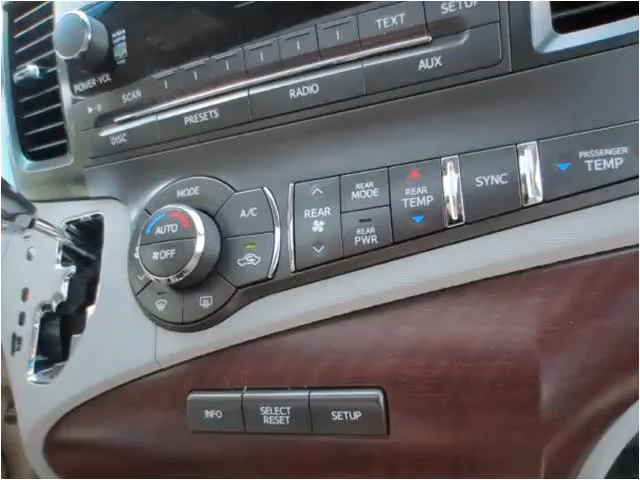 SETUP
TEXT
POWER·VOL
SCAN
AUX
RADIO
PRESETS
DISC
PASSENGER
TEMP
SYNC
REAR
TEMP
REAR
MODE
REAR
PWR
REAR
MODE
A/C
AUTO
OFF
INFO
SELECT
RESET
SETUP